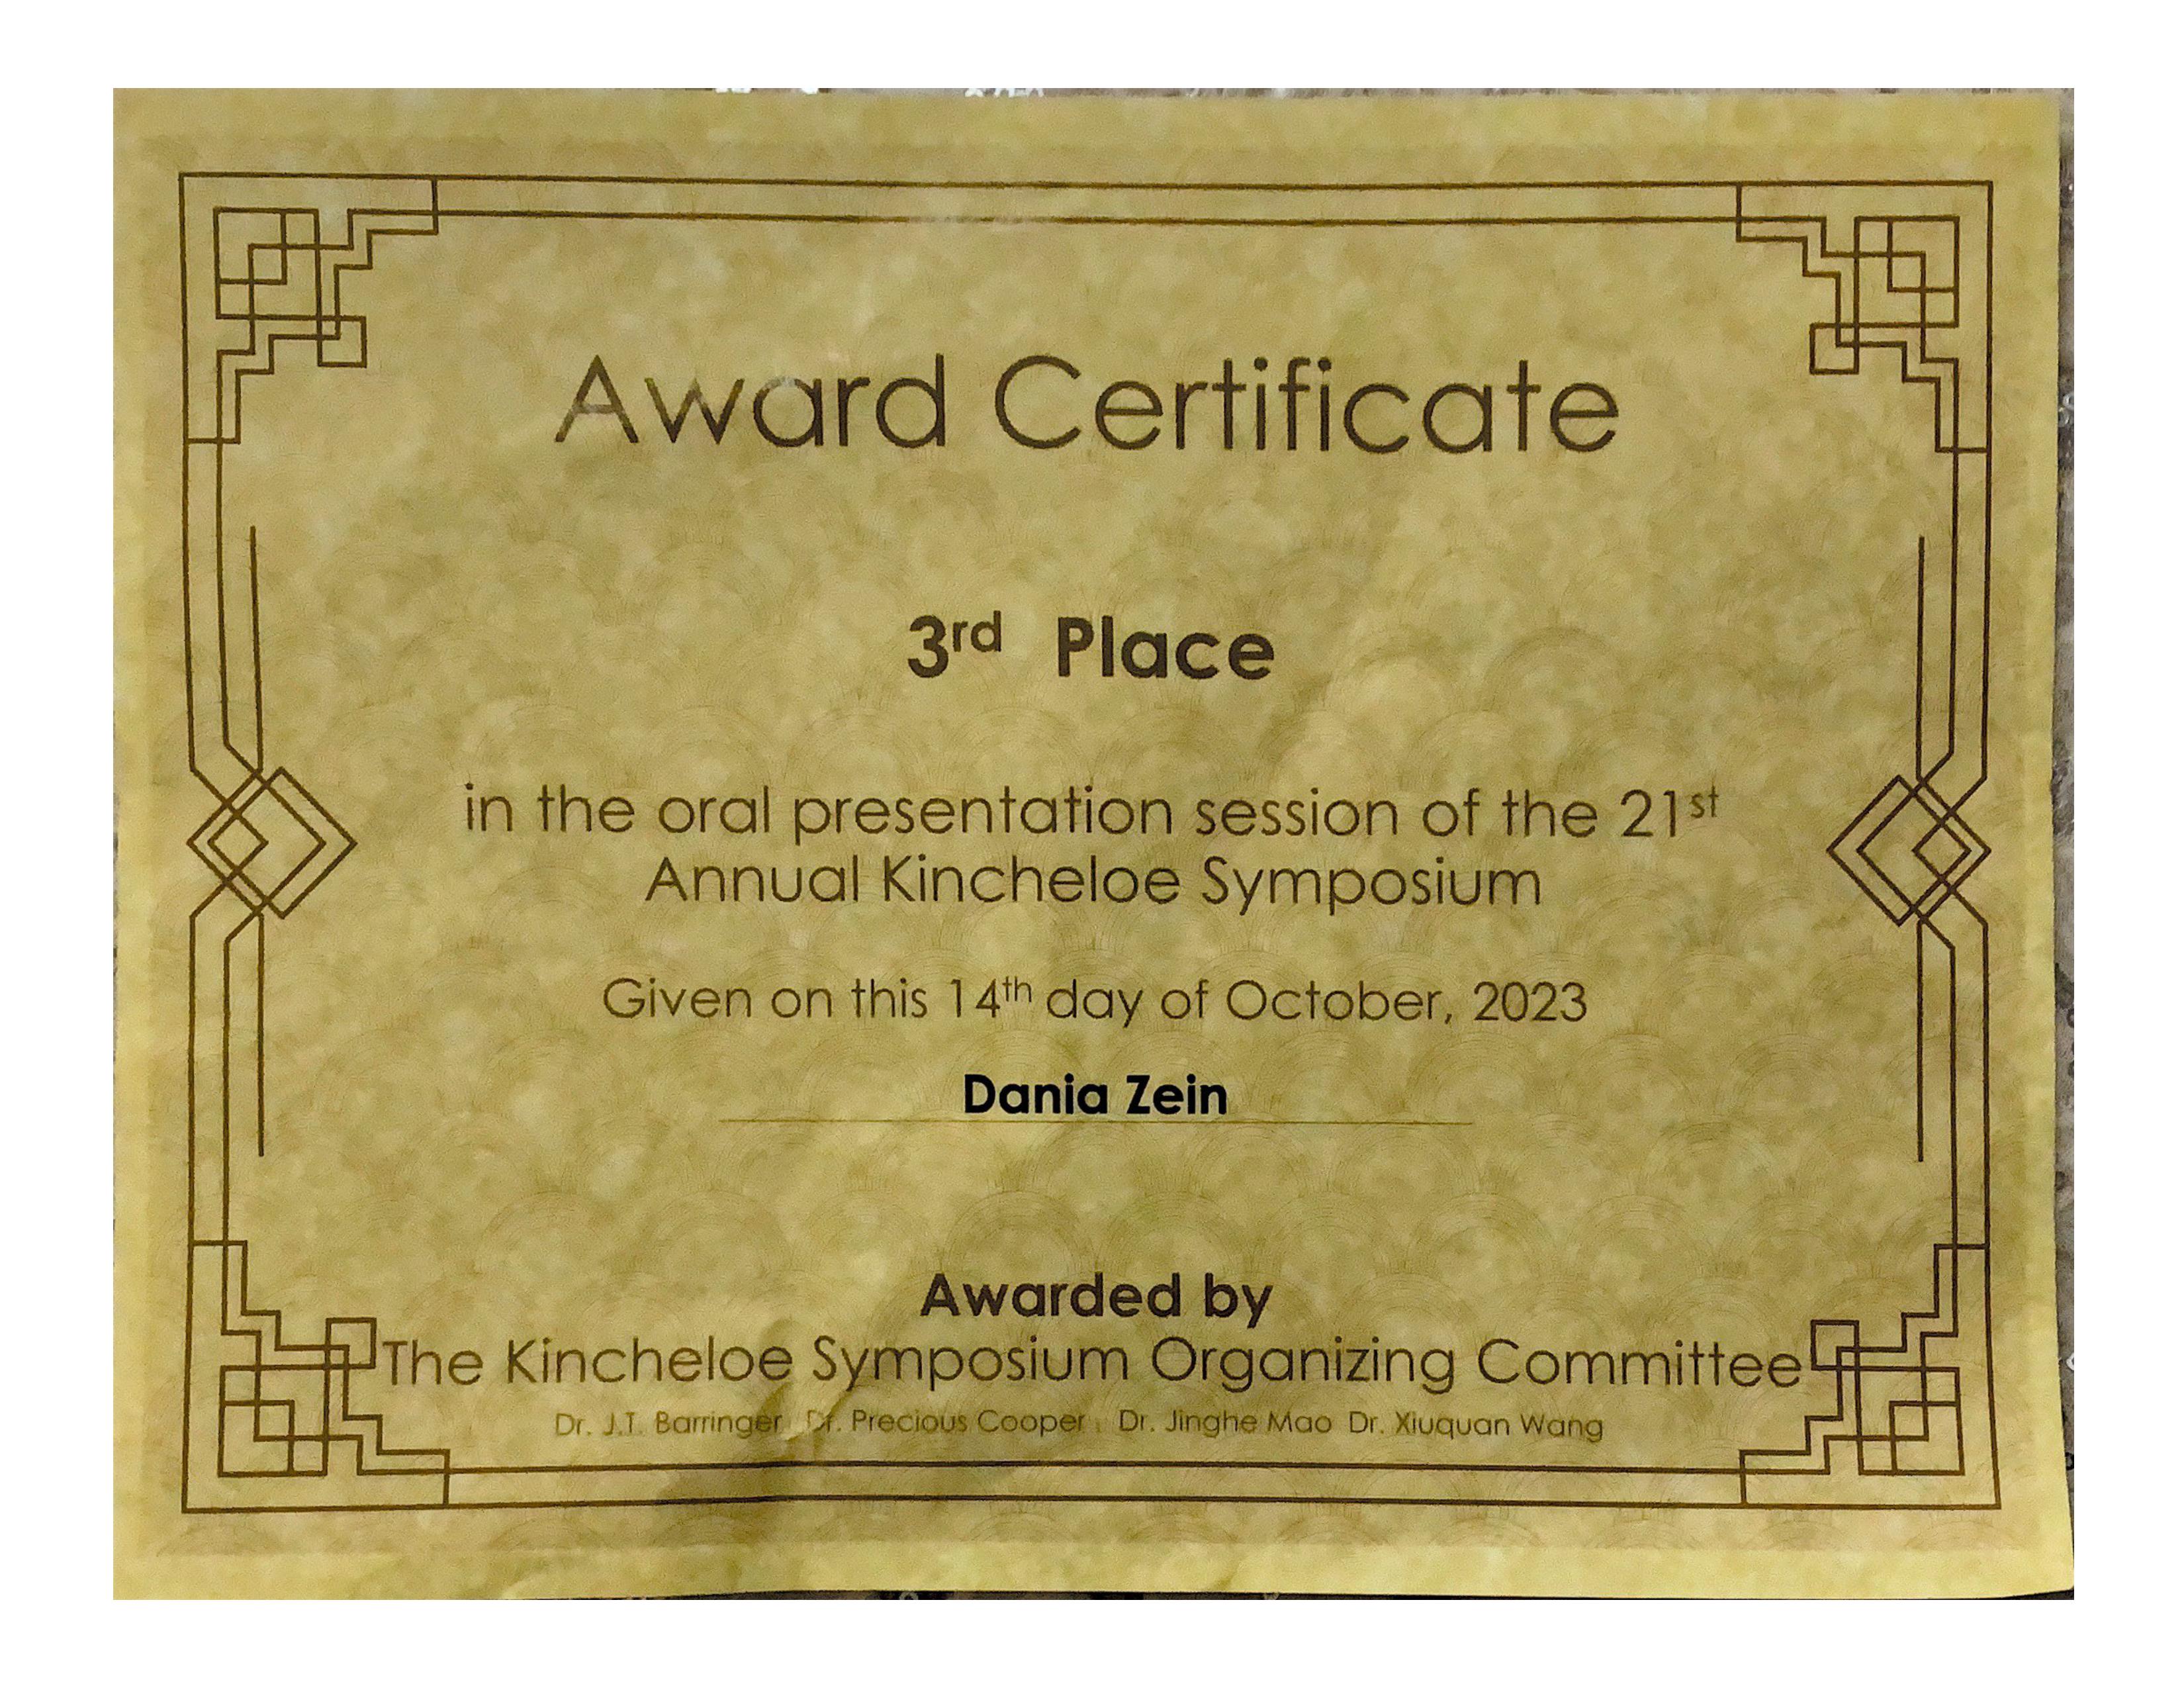 Award Certificate
3rd Place
in the oral presentation session of the 21st
Annual Kincheloe Symposium
Given on this 14th day of October, 2023
Dania Zein
Awarded by
The Kincheloe Symposium Organizing Committee
Dr. J.T. Barringer Dr. Precious Cooper Dr. Jinghe Mao Dr. Xiuquan Wang